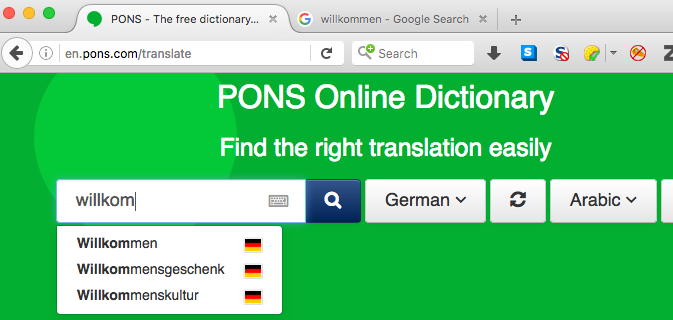 PONS - The free dictionary...
willkommen - Google Search
en.pons.com/translate
Search
PONS Online Dictionary
Find the right translation easily
willkom
German
Arabic
Willkommen
Willkommensgeschenk
Willkommenskultur